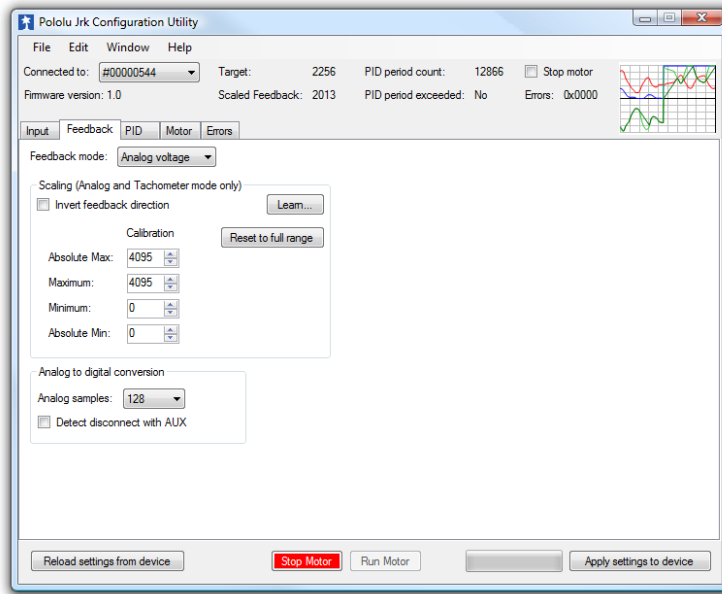 Pololu Jrk Configuration Utility
File Edit Window Help
Connected to: #00000544 Target: 2256 PID period count: 12866 Stop motor
Firmware version: 1.0 Scaled Feedback: 2013 PID period exceeded: No Errors: 0x0000
Input Feedback PID Motor Errors
Feedback mode: Analog voltage
Scaling (Analog and Tachometer mode only)
Invert feedback direction Learn...
Calibration Reset to full range
Absolute Max: 4095
Maximum: 4095
Minimum: 0
Absolute Min: 0
Analog to digital conversion
Analog samples: 128
Detect disconnect with AUX
Reload settings from device Stop Motor Run Motor Apply settings to device